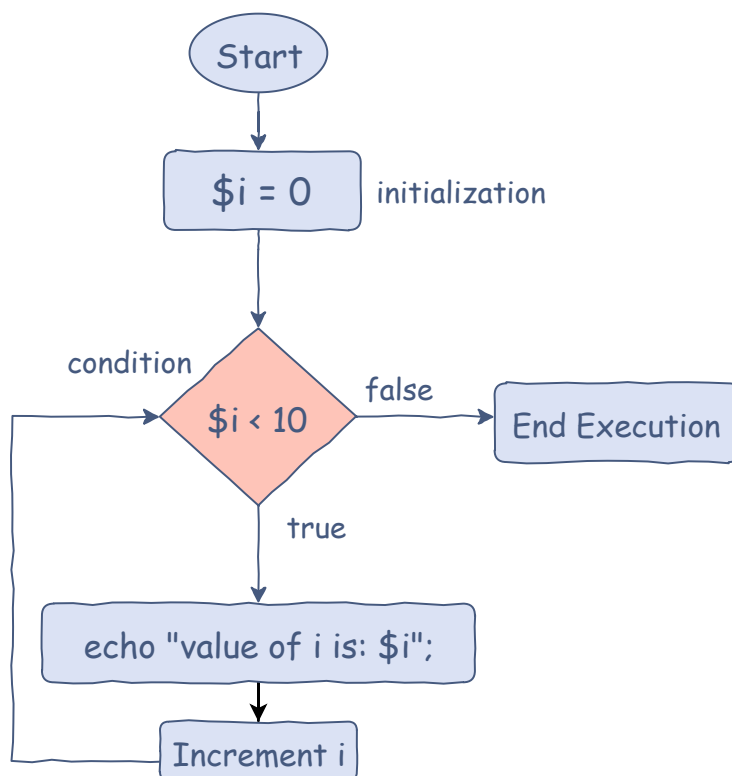 Start
$i = 0
initialization
condition
$i < 10
false
End Execution
true
echo "value of i is: $i";
Increment i